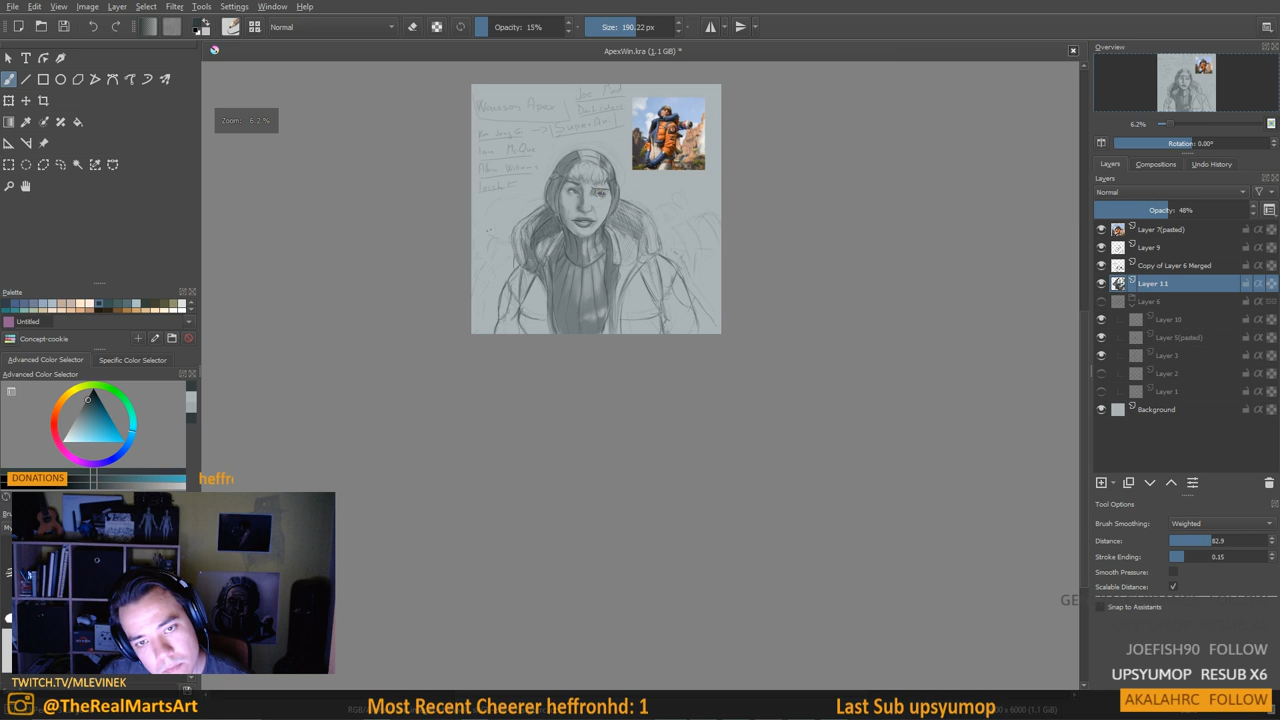 File Edit View Image Layer Select Filter Tools Settings Window Help
Normal
Opacity: 15%
Size: 190.22 px
ApexWin.kra (1.1 GB) *
Overview
Zoom: 6.2 %
6.2%
Rotation: 0.00°
Layers Compositions Undo History
Layers
Normal
Opacity: 48%
Layer 7(pasted)
Layer 9
Copy of Layer 6 Merged
Layer 11
Layer 6
Layer 10
Layer 5(pasted)
Layer 3
Layer 2
Layer 1
Background
Palette
Untitled
Concept-cookie
Advanced Color Selector Specific Color Selector
Advanced Color Selector
DONATIONS
heffr
Tool Options
Brush Smoothing: Weighted
Distance: 82.9
Stroke Ending: 0.15
Smooth Pressure:
Scalable Distance:
Snap to Assistants
GE
JOEFISH90 FOLLOW
UPSYUMOP RESUB X6
AKALAHRC FOLLOW
TWITCH.TV/MLEVINEK
@TheRealMartsArt
Most Recent Cheerer heffronhd: 1
Last Sub upsyumop